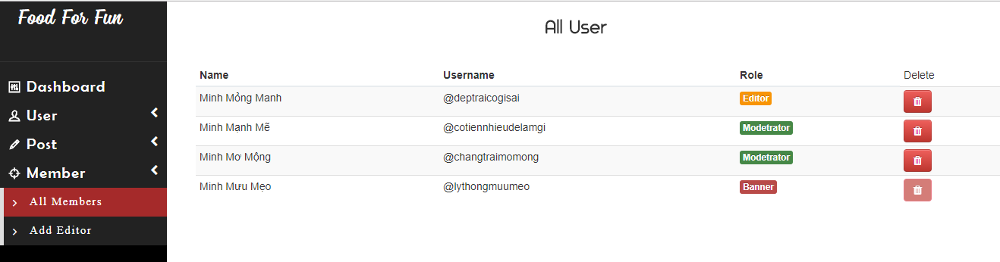 Food For Fun
Dashboard
User
Post
Member
All Members
Add Editor
All User
Name Username Role Delete
Minh Mỏng Manh @deptraicogisai Editor
Minh Mạnh Mẽ @cotiennhieudelamgi Modetrator
Minh Mơ Mộng @changtraimomong Modetrator
Minh Mưu Mẹo @lythongmuumeo Banner